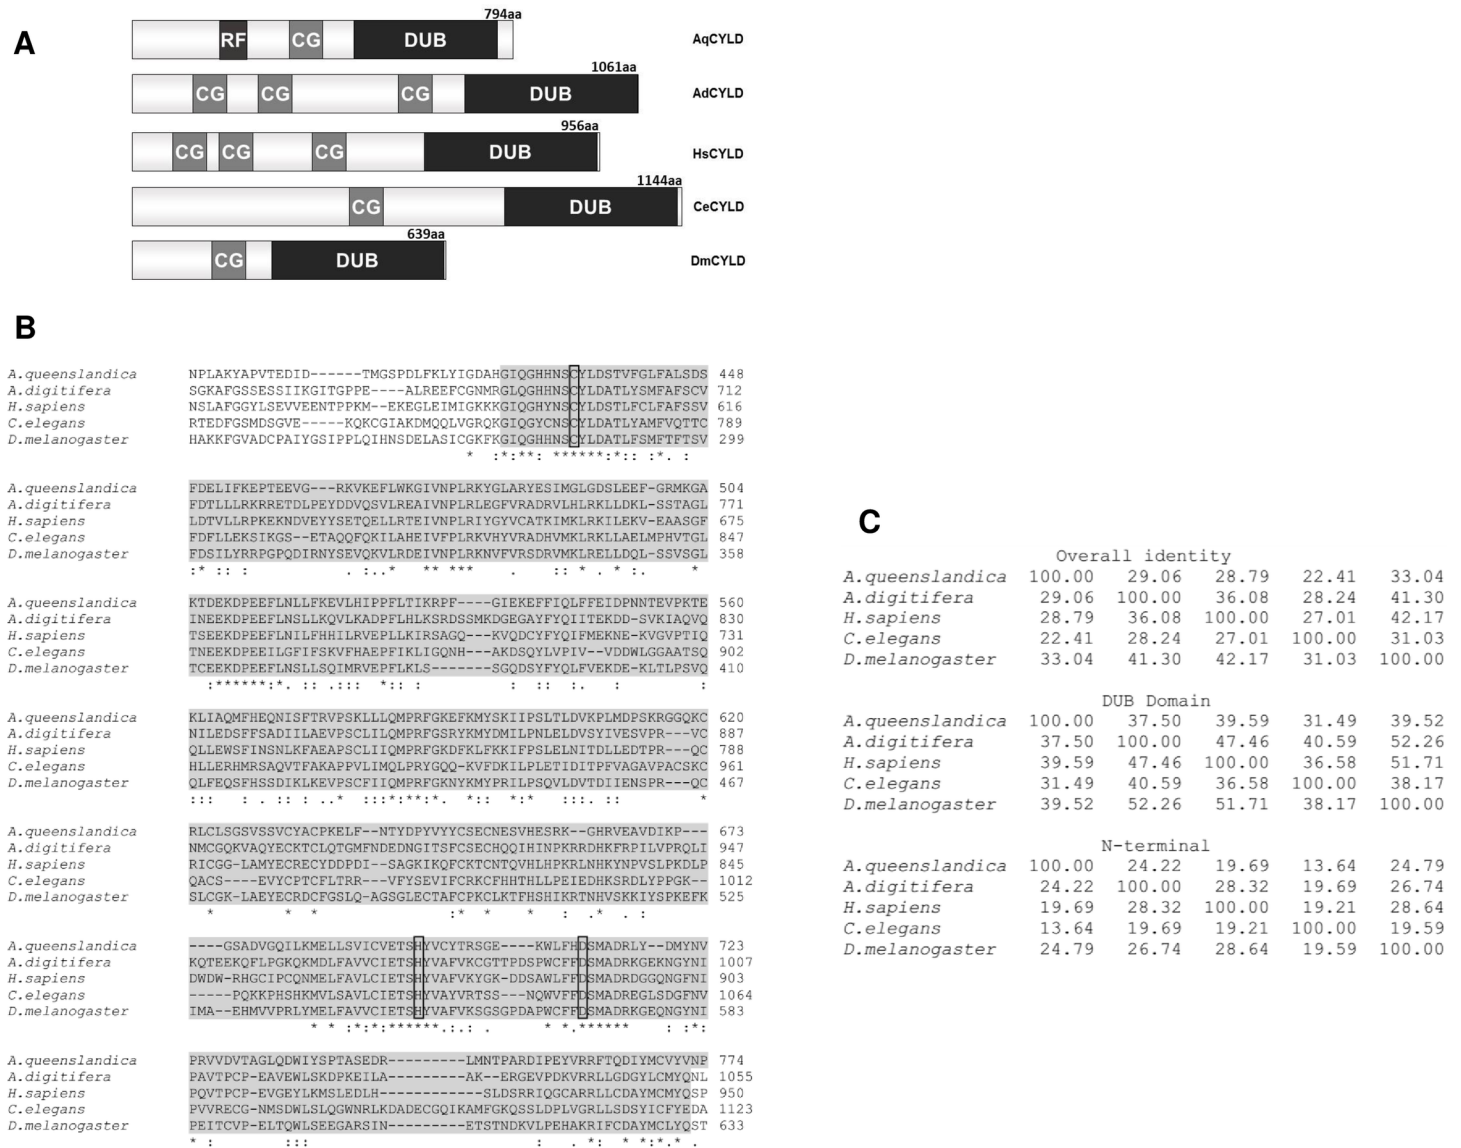 A
794aa
RF CG DUB AqCYLD
1061aa
CG CG CG DUB AdCYLD
956aa
CG CG CG DUB HsCYLD
1144aa
CG DUB CeCYLD
639aa
CG DUB DmCYLD
B
A.queenslandica NPLAKYAPVTEDID------TMGSPDLFKLYIGDAHGIQGHHNSCYLDSTVFGLFALSDS 448
A.digitifera SGKAFGSSESSIIKGITGPPE----ALREEFCGNMRGLQGHHNSCYLDATLYSMFAFSCV 712
H.sapiens NSLAFGGYLSEVVEENTPPKM--EKEGLEIMIGKKKGIQGHYNSCYLDSTLFCLFAFSSV 616
C.elegans RTEDFGSMDSGVE-----KQKCGIAKDMQQLVGRQKGIQGHHNSCYLDATLYAMFVQTTC 789
D.melanogaster HAKKFGVADCPAIYGSIPPLQIHNSDELASICGKFKGIQGHHNSCYLDATLFSMFTFTSV 299
* :*:**: ******:*:: :*. :
A.queenslandica FDELIFKEPTEEVG---RKVKEFLWKGIVNPLRKYGLARYESIMGLGDSLEEF-GRMKGA 504
A.digitifera FDTLLLRKRRETDLPEYDDVQSVLREAIVNPLRLEGFVRADRVLHLRKLLDKL-SSTAGL 771
H.sapiens LDTVLLRPKEKNDVEYYSETQELLRTEIVNPLRIYGYVCATKIMKLRKILEKV-EAASGF 675
C.elegans FDFLLEKSIKGS--ETAQQFQKILAHEIVFPLRKVHYVRADHVMKLRKLLAELMPHVTGL 847
D.melanogaster FDSILYRRPGPQDIRNYSEVQKVLRDEIVNPLRKNVFVRSDRVMKLRELLDQL-SSVSGL 358
:* :: : .:..* ** *** . :: * . * :. *
A.queenslandica KTDEKDPEEFLNLLFKEVLHIPPFLTIKRPF----GIEKEFFIQLFFEIDPNNTEVPKTE 560
A.digitifera INEEKDPEEFLNLLLKQVLKADPFLHLKSRDSSMKDGEGAYFYQIITEKDD-SVKIAQVQ 830
H.sapiens TSEEKDPEEFLNILFHHILRVEPLLKIRSAGQ---KVQDCYFYQIFMEKNE-KVGVPTIQ 731
C.elegans TNEEKDPEEILGFIFSKVFHAEPFIKLIGQNH---AKDSQYLVPIV--VDDWLGGAATSQ 902
D.melanogaster TCEEKDPEEFLNSLLSQIMRVEPFLKLS-------SGQDSYFYQLFVEKDE-KLTLPSVQ 410
:******:*. :: .::: *:: : : :: . : :
A.queenslandica KLIAQMFHEQNISFTRVPSKLLLQMPRFGKEFKMYSKIIPSLTLDVKPLMDPSKRGGQKC 620
A.digitifera NILEDSFFSADIILAEVPSCLIIQMPRFGSRYKMYDMILPNLELDVSYIVESVPR---VC 887
H.sapiens QLLEWSFINSNLKFAEAPSCLIIQMPRFGKDFKLFKKIFPSLELNITDLLEDTPR---QC 788
C.elegans HLLERHMRSAQVTFAKAPPVLIMQLPRYGQQ-KVFDKILPLETIDITPFVAGAVPACSKC 961
D.melanogaster QLFEQSFHSSDIKLKEVPSCFIIQMPRFGKNYKMYPRILPSQVLDVTDIIENSPR---QC 467
::: : . :: : ..* :::*:**:* *:: *:* :::. :: *
A.queenslandica RLCLSGSVSSVCYACPKELF--NTYDPYVYYCSECNESVHESRK--GHRVEAVDIKP--- 673
A.digitifera NMCGQKVAQYECKTCLQTGMFNDEDNGITSFCSECHQQIHINPKRRDHKFRPILVPRQLI 947
H.sapiens RICGG-LAMYECRECYDDPDI--SAGKIKQFCKTCNTQVHLHPKRLNHKYNPVSLPKDLP 845
C.elegans QACS----EVYCPTCFLTRR--VFYSEVIFCRKCFHHTHLLPEIEDHKSRDLYPPGK-- 1012
D.melanogaster SLCGK-LAEYECRDCFGSLQ-AGSGLECTAFCPKCLKTFHSHIKRTNHVSKKIYSPKEFK 525
* * * :* * . .* . :
A.queenslandica ----GSADVGQILKMELLSVICVETSHYVCYTRSGE----KWLFHDSMADRLY--DMYNV 723
A.digitifera KQTEEKQFLPGKQKMDLFAVVCIETSHYVAFVKCGTTPDSPWCFFDSMADRKGEKNGYNI 1007
H.sapiens DWDW-RHGCIPCQNMELFAVLCIETSHYVAFVKYGK-DDSAWLFFDSMADRDGGQNGFNI 903
C.elegans -----PQKKPHSHKMVLSAVLCIETSHYVAYVRTSS---NQWVFFDSMADREGLSDGFNV 1064
D.melanogaster IMA--EHMVVPRLYMELFAVVCIETSHYVAFVKSGSGPDAPWCFFDSMADRKGEQNGYNI 583
* * :*:*:******.:.: . * *.****** : :*:
A.queenslandica PRVVDVTAGLQDWIYSPTASEDR---------LMNTPARDIPEYVRRFTQDIYMCVYVNP 774
A.digitifera PAVTPCP-EAVEWLSKDPKEILA---------AK--ERGEVPDKVRRLLGDGYLCMYQNL 1055
H.sapiens PQVTPCP-EVGEYLKMSLEDLH------------SLDSRRIQGCARRLLCDAYMCMYQSP 950
C.elegans PVVRECG-NMSDWLSLQGWNRLKDADECGQIKAMFGKQSSLDPLVGRLLSDSYICFYEDA 1123
D.melanogaster PEITCVP-ELTQWLSEEGARSIN---------ETSTNDKVLPEHAKRIFCDAYMCLYQST 633
* : ::: : .*: * *:*.* .
C
Overall identity
A.queenslandica 100.00 29.06 28.79 22.41 33.04
A.digitifera 29.06 100.00 36.08 28.24 41.30
H.sapiens 28.79 36.08 100.00 27.01 42.17
C.elegans 22.41 28.24 27.01 100.00 31.03
D.melanogaster 33.04 41.30 42.17 31.03 100.00
DUB Domain
A.queenslandica 100.00 37.50 39.59 31.49 39.52
A.digitifera 37.50 100.00 47.46 40.59 52.26
H.sapiens 39.59 47.46 100.00 36.58 51.71
C.elegans 31.49 40.59 36.58 100.00 38.17
D.melanogaster 39.52 52.26 51.71 38.17 100.00
N-terminal
A.queenslandica 100.00 24.22 19.69 13.64 24.79
A.digitifera 24.22 100.00 28.32 19.69 26.74
H.sapiens 19.69 28.32 100.00 19.21 28.64
C.elegans 13.64 19.69 19.21 100.00 19.59
D.melanogaster 24.79 26.74 28.64 19.59 100.00